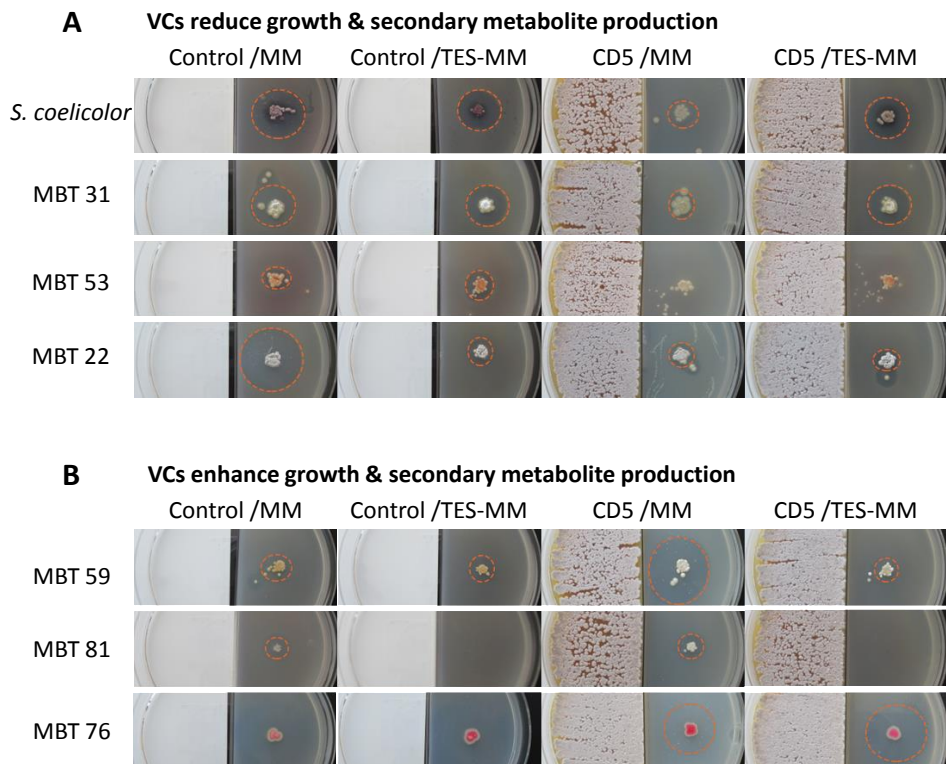 A VCs reduce growth & secondary metabolite production
Control /MM Control /TES-MM CD5 /MM CD5 /TES-MM
S. coelicolor
MBT 31
MBT 53
MBT 22
B VCs enhance growth & secondary metabolite production
Control /MM Control /TES-MM CD5 /MM CD5 /TES-MM
MBT 59
MBT 81
MBT 76